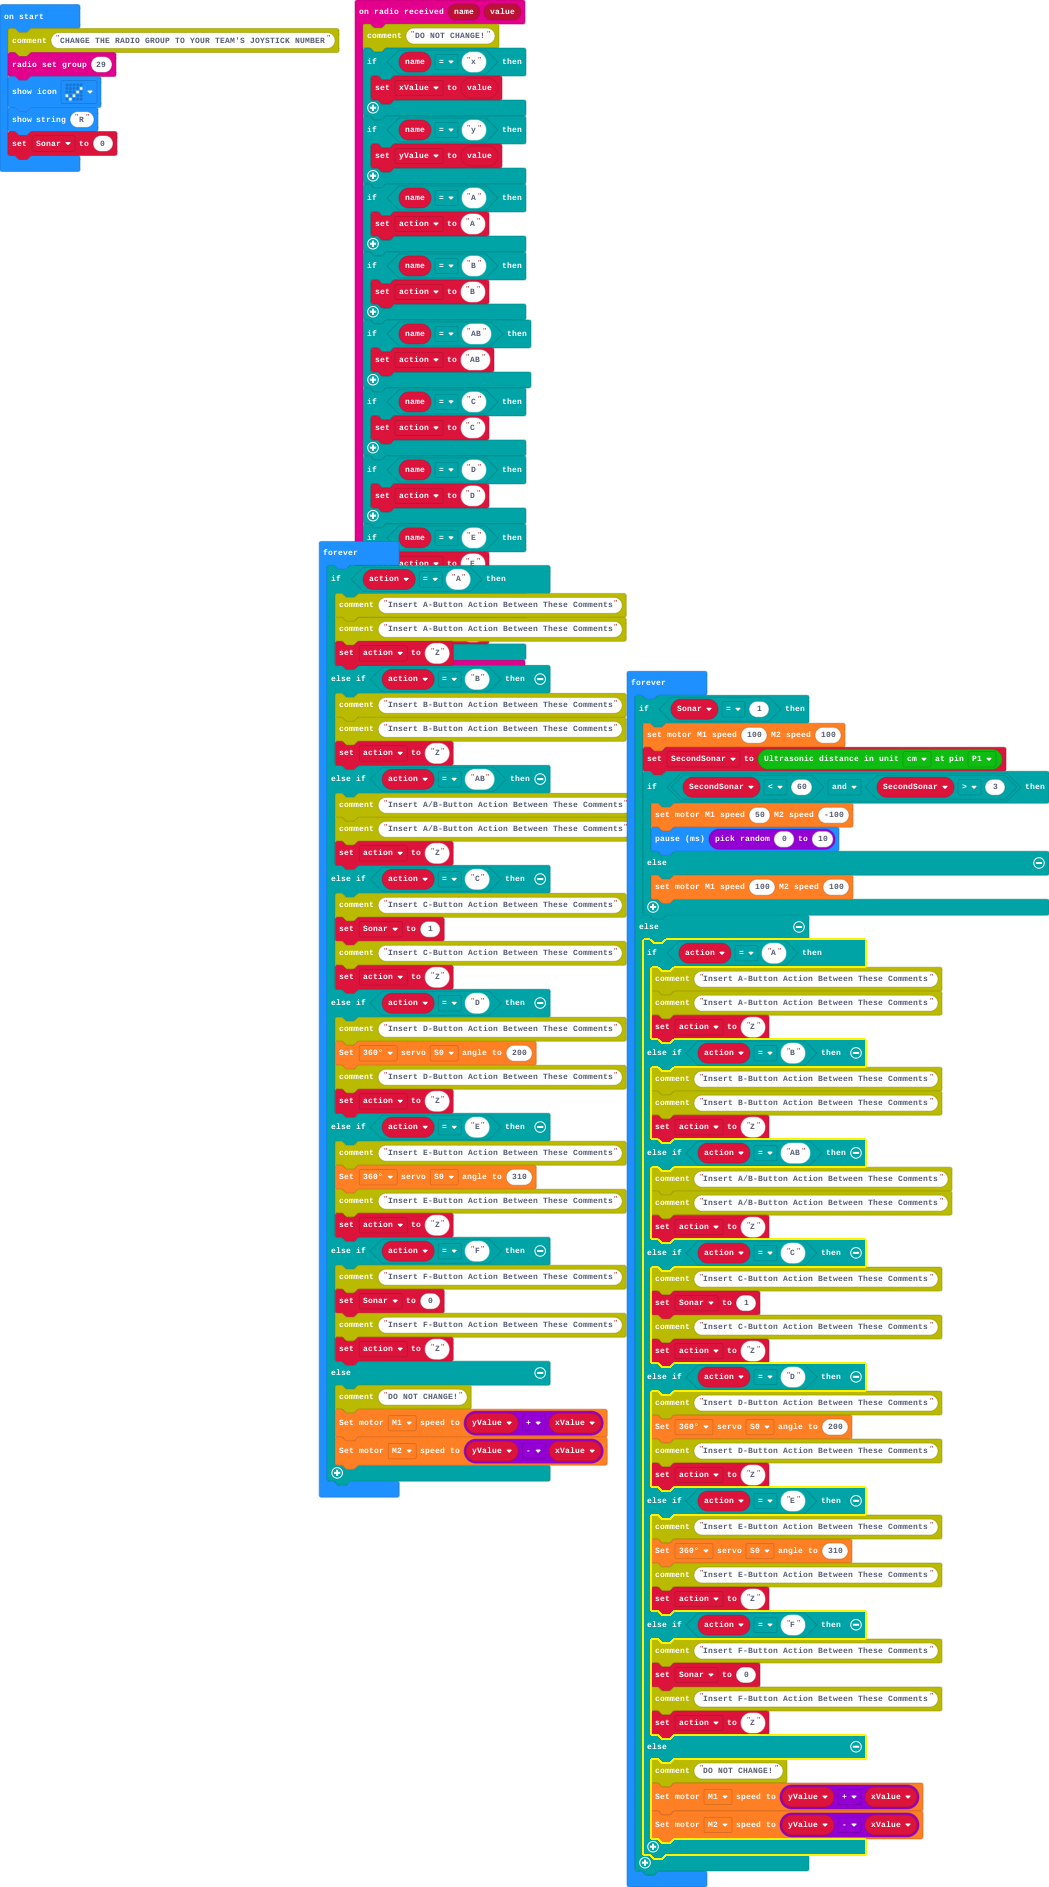 on start
comment "CHANGE THE RADIO GROUP TO YOUR TEAM'S JOYSTICK NUMBER"
radio set group 29
show icon
show string "R"
set Sonar to 0
on radio received name value
comment "DO NOT CHANGE!"
if name = "x" then
set xValue to value
if name = "y" then
set yValue to value
if name = "A" then
set action to "A"
if name = "B" then
set action to "B"
if name = "AB" then
set action to "AB"
if name = "C" then
set action to "C"
if name = "D" then
set action to "D"
if name = "E" then
action to "E"
forever
if action = "A" then
comment "Insert A-Button Action Between These Comments"
comment "Insert A-Button Action Between These Comments"
set action to "Z"
else if action = "B" then
comment "Insert B-Button Action Between These Comments"
comment "Insert B-Button Action Between These Comments"
set action to "Z"
else if action = "AB" then
comment "Insert A/B-Button Action Between These Comments"
comment "Insert A/B-Button Action Between These Comments"
set action to "Z"
else if action = "C" then
comment "Insert C-Button Action Between These Comments"
set Sonar to 1
comment "Insert C-Button Action Between These Comments"
set action to "Z"
else if action = "D" then
comment "Insert D-Button Action Between These Comments"
Set 360° servo S0 angle to 200
comment "Insert D-Button Action Between These Comments"
set action to "Z"
else if action = "E" then
comment "Insert E-Button Action Between These Comments"
Set 360° servo S0 angle to 310
comment "Insert E-Button Action Between These Comments"
set action to "Z"
else if action = "F" then
comment "Insert F-Button Action Between These Comments"
set Sonar to 0
comment "Insert F-Button Action Between These Comments"
set action to "Z"
else
comment "DO NOT CHANGE!"
Set motor M1 speed to yValue + xValue
Set motor M2 speed to yValue - xValue
forever
if Sonar = 1 then
set motor M1 speed 100 M2 speed 100
set SecondSonar to Ultrasonic distance in unit cm at pin P1
if SecondSonar < 60 and SecondSonar > 3 then
set motor M1 speed 50 M2 speed -100
pause (ms) pick random 0 to 10
else
set motor M1 speed 100 M2 speed 100
else
if action = "A" then
comment "Insert A-Button Action Between These Comments"
comment "Insert A-Button Action Between These Comments"
set action to "Z"
else if action = "B" then
comment "Insert B-Button Action Between These Comments"
comment "Insert B-Button Action Between These Comments"
set action to "Z"
else if action = "AB" then
comment "Insert A/B-Button Action Between These Comments"
comment "Insert A/B-Button Action Between These Comments"
set action to "Z"
else if action = "C" then
comment "Insert C-Button Action Between These Comments"
set Sonar to 1
comment "Insert C-Button Action Between These Comments"
set action to "Z"
else if action = "D" then
comment "Insert D-Button Action Between These Comments"
Set 360° servo S0 angle to 200
comment "Insert D-Button Action Between These Comments"
set action to "Z"
else if action = "E" then
comment "Insert E-Button Action Between These Comments"
Set 360° servo S0 angle to 310
comment "Insert E-Button Action Between These Comments"
set action to "Z"
else if action = "F" then
comment "Insert F-Button Action Between These Comments"
set Sonar to 0
comment "Insert F-Button Action Between These Comments"
set action to "Z"
else
comment "DO NOT CHANGE!"
Set motor M1 speed to yValue + xValue
Set motor M2 speed to yValue - xValue